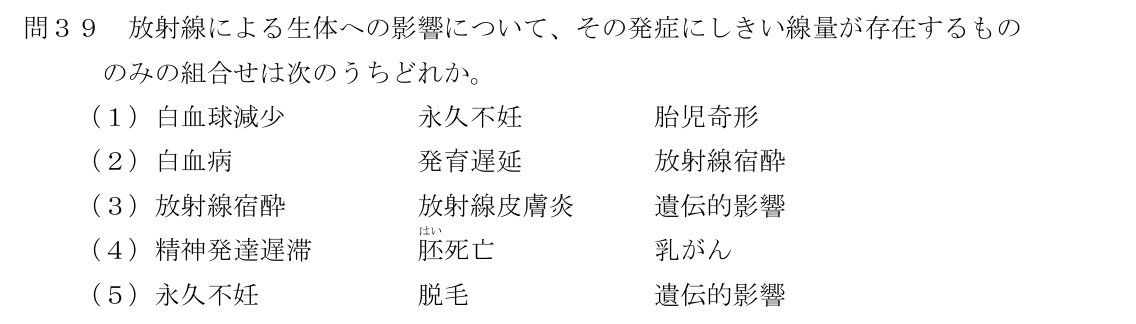 問３９　放射線による生体への影響について、その発症にしきい線量が存在するもの
のみの組合せは次のうちどれか。
（１）白血球減少　永久不妊　胎児奇形
（２）白血病　発育遅延　放射線宿酔
（３）放射線宿酔　放射線皮膚炎　遺伝的影響
はい
（４）精神発達遅滞　胚死亡　乳がん
（５）永久不妊　脱毛　遺伝的影響